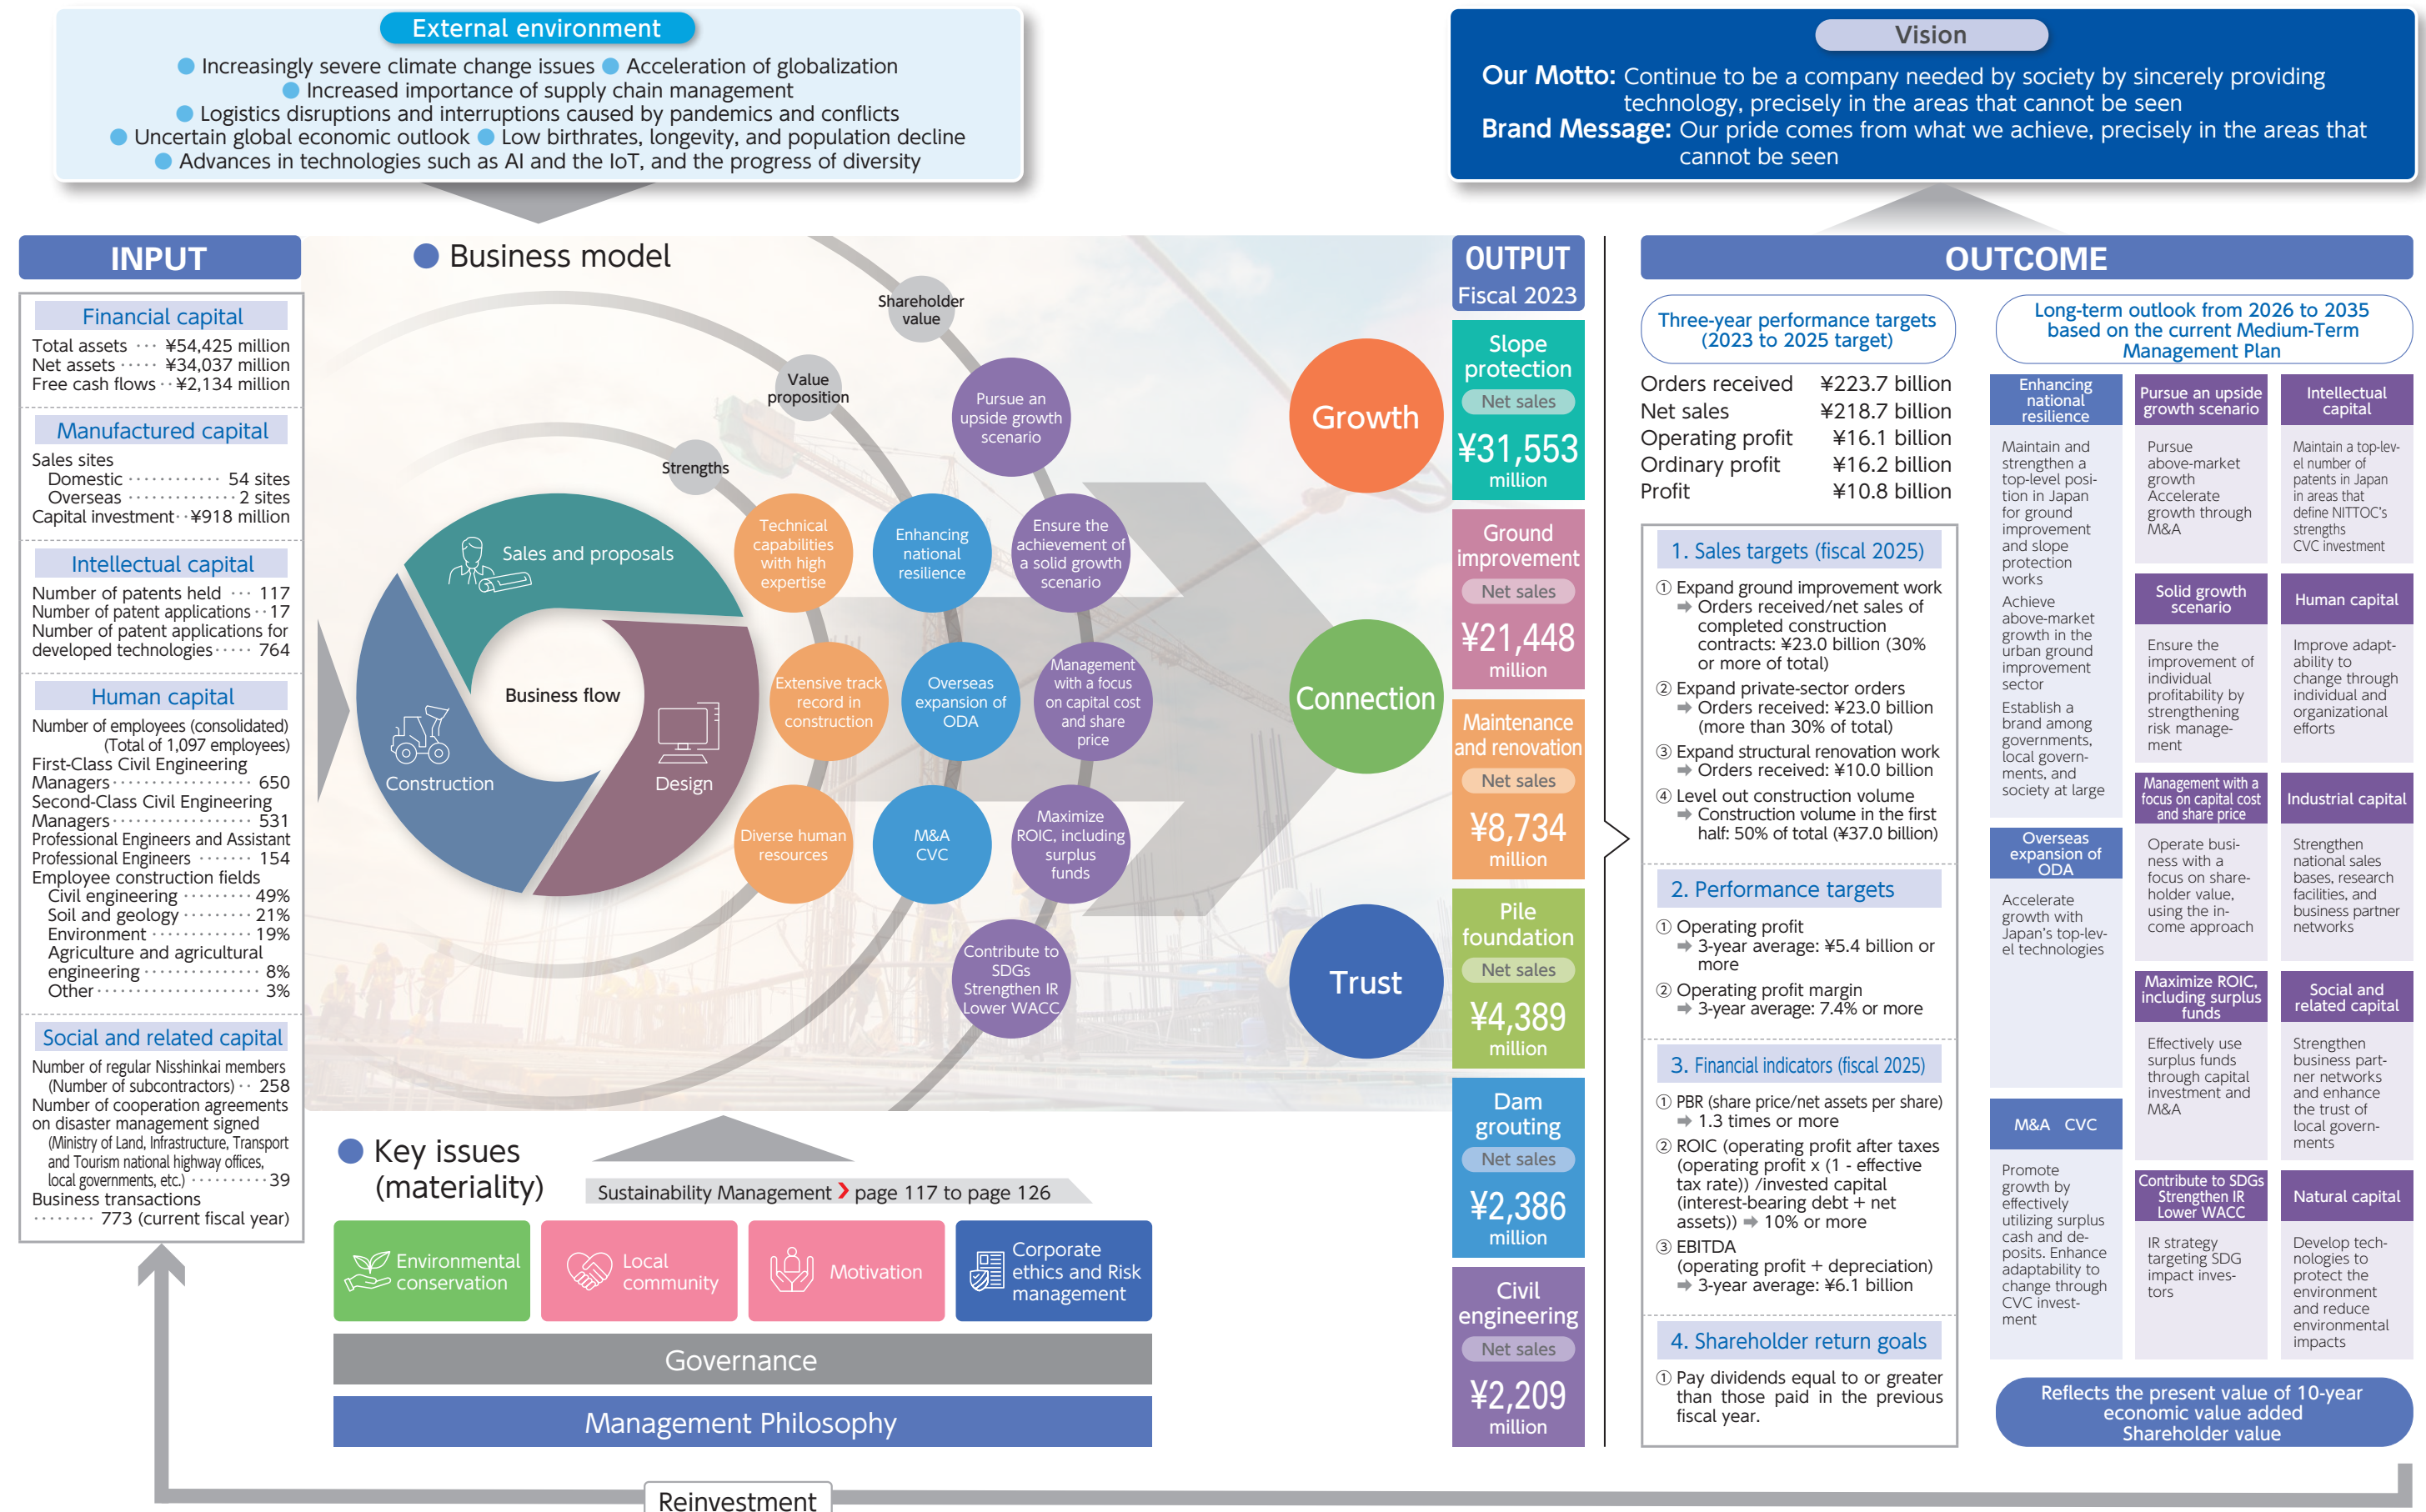 External environment
● Increasingly severe climate change issues ● Acceleration of globalization
● Increased importance of supply chain management
● Logistics disruptions and interruptions caused by pandemics and conflicts
● Uncertain global economic outlook ● Low birthrates, longevity, and population decline
● Advances in technologies such as AI and the IoT, and the progress of diversity
Vision
Our Motto: Continue to be a company needed by society by sincerely providing
technology, precisely in the areas that cannot be seen
Brand Message: Our pride comes from what we achieve, precisely in the areas that
cannot be seen
INPUT
Financial capital
Total assets ··· ¥54,425 million
Net assets ····· ¥34,037 million
Free cash flows ·· ¥2,134 million
Manufactured capital
Sales sites
Domestic ············ 54 sites
Overseas ············· 2 sites
Capital investment ·· ¥918 million
Intellectual capital
Number of patents held ··· 117
Number of patent applications ·· 17
Number of patent applications for
developed technologies ····· 764
Human capital
Number of employees (consolidated)
(Total of 1,097 employees)
First-Class Civil Engineering
Managers ················ 650
Second-Class Civil Engineering
Managers ················ 531
Professional Engineers and Assistant
Professional Engineers ······· 154
Employee construction fields
Civil engineering ········· 49%
Soil and geology ········· 21%
Environment ············· 19%
Agriculture and agricultural
engineering ··············· 8%
Other ······················ 3%
Social and related capital
Number of regular Nisshinkai members
(Number of subcontractors) ·· 258
Number of cooperation agreements
on disaster management signed
(Ministry of Land, Infrastructure, Transport
and Tourism national highway offices,
local governments, etc.) ·········· 39
Business transactions
········ 773 (current fiscal year)
● Business model
Shareholder
value
Value
proposition
Strengths
Sales and proposals
Business flow
Construction
Design
Technical
capabilities
with high
expertise
Extensive track
record in
construction
Diverse human
resources
Enhancing
national
resilience
Overseas
expansion of
ODA
M&A
CVC
Pursue an
upside growth
scenario
Ensure the
achievement of
a solid growth
scenario
Management
with a focus
on capital cost
and share
price
Maximize
ROIC, including
surplus
funds
Contribute to
SDGs
Strengthen IR
Lower WACC
Growth
Connection
Trust
● Key issues
(materiality)
Sustainability Management ❯ page 117 to page 126
Environmental
conservation
Local
community
Motivation
Corporate
ethics and Risk
management
Governance
Management Philosophy
OUTPUT
Fiscal 2023
Slope
protection
Net sales
¥31,553
million
Ground
improvement
Net sales
¥21,448
million
Maintenance
and renovation
Net sales
¥8,734
million
Pile
foundation
Net sales
¥4,389
million
Dam
grouting
Net sales
¥2,386
million
Civil
engineering
Net sales
¥2,209
million
OUTCOME
Three-year performance targets
(2023 to 2025 target)
Orders received ¥223.7 billion
Net sales ¥218.7 billion
Operating profit ¥16.1 billion
Ordinary profit ¥16.2 billion
Profit ¥10.8 billion
1. Sales targets (fiscal 2025)
① Expand ground improvement work
➡ Orders received/net sales of
completed construction
contracts: ¥23.0 billion (30%
or more of total)
② Expand private-sector orders
➡ Orders received: ¥23.0 billion
(more than 30% of total)
③ Expand structural renovation work
➡ Orders received: ¥10.0 billion
④ Level out construction volume
➡ Construction volume in the first
half: 50% of total (¥37.0 billion)
2. Performance targets
① Operating profit
➡ 3-year average: ¥5.4 billion or
more
② Operating profit margin
➡ 3-year average: 7.4% or more
3. Financial indicators (fiscal 2025)
① PBR (share price/net assets per share)
➡ 1.3 times or more
② ROIC (operating profit after taxes
(operating profit x (1 - effective
tax rate)) /invested capital
(interest-bearing debt + net
assets)) ➡ 10% or more
③ EBITDA
(operating profit + depreciation)
➡ 3-year average: ¥6.1 billion
4. Shareholder return goals
① Pay dividends equal to or greater
than those paid in the previous
fiscal year.
Long-term outlook from 2026 to 2035
based on the current Medium-Term
Management Plan
Enhancing
national
resilience
Maintain and
strengthen a
top-level posi-
tion in Japan
for ground
improvement
and slope
protection
works
Achieve
above-market
growth in the
urban ground
improvement
sector
Establish a
brand among
governments,
local govern-
ments, and
society at large
Overseas
expansion of
ODA
Accelerate
growth with
Japan's top-lev-
el technologies
M&A CVC
Promote
growth by
effectively
utilizing surplus
cash and de-
posits. Enhance
adaptability to
change through
CVC invest-
ment
Pursue an upside
growth scenario
Pursue
above-market
growth
Accelerate
growth through
M&A
Solid growth
scenario
Ensure the
improvement of
individual
profitability by
strengthening
risk manage-
ment
Management with a
focus on capital cost
and share price
Operate busi-
ness with a
focus on share-
holder value,
using the in-
come approach
Maximize ROIC,
including surplus
funds
Effectively use
surplus funds
through capital
investment and
M&A
Contribute to SDGs
Strengthen IR
Lower WACC
IR strategy
targeting SDG
impact inves-
tors
Intellectual
capital
Maintain a top-lev-
el number of
patents in Japan
in areas that
define NITTOC's
strengths
CVC investment
Human capital
Improve adapt-
ability to
change through
individual and
organizational
efforts
Industrial capital
Strengthen
national sales
bases, research
facilities, and
business partner
networks
Social and
related capital
Strengthen
business part-
ner networks
and enhance
the trust of
local govern-
ments
Natural capital
Develop tech-
nologies to
protect the
environment
and reduce
environmental
impacts
Reflects the present value of 10-year
economic value added
Shareholder value
Reinvestment